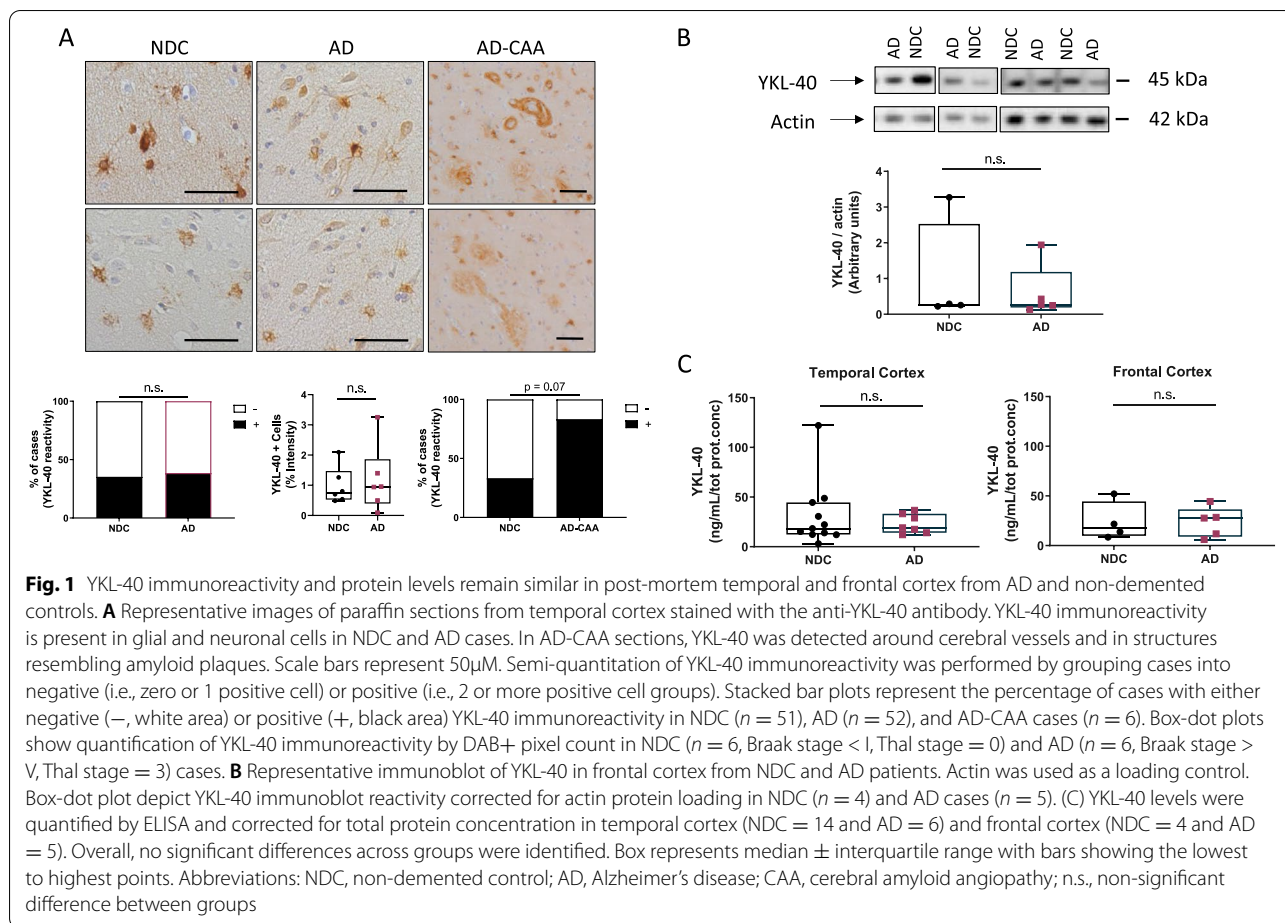 A
NDC
AD
AD-CAA
n.s.
100
50
0
% of cases
(YKL-40 reactivity)
NDC
AD
-
+
n.s.
4
3
2
1
0
YKL-40 + Cells
(% Intensity)
NDC
AD
p = 0.07
100
50
0
% of cases
(YKL-40 reactivity)
NDC
AD-CAA
-
+
B
AD
NDC
AD
NDC
NDC
AD
NDC
AD
YKL-40
45 kDa
Actin
42 kDa
n.s.
4
3
2
1
0
YKL-40 / actin
(Arbitrary units)
NDC
AD
C
Temporal Cortex
n.s.
150
100
50
0
YKL-40
(ng/mL/tot prot.conc)
NDC
AD
Frontal Cortex
n.s.
150
100
50
0
YKL-40
(ng/mL/tot prot.conc)
NDC
AD
Fig. 1 YKL-40 immunoreactivity and protein levels remain similar in post-mortem temporal and frontal cortex from AD and non-demented
controls. A Representative images of paraffin sections from temporal cortex stained with the anti-YKL-40 antibody. YKL-40 immunoreactivity
is present in glial and neuronal cells in NDC and AD cases. In AD-CAA sections, YKL-40 was detected around cerebral vessels and in structures
resembling amyloid plaques. Scale bars represent 50μM. Semi-quantitation of YKL-40 immunoreactivity was performed by grouping cases into
negative (i.e., zero or 1 positive cell) or positive (i.e., 2 or more positive cell groups). Stacked bar plots represent the percentage of cases with either
negative (−, white area) or positive (+, black area) YKL-40 immunoreactivity in NDC (n = 51), AD (n = 52), and AD-CAA cases (n = 6). Box-dot plots
show quantification of YKL-40 immunoreactivity by DAB+ pixel count in NDC (n = 6, Braak stage < I, Thal stage = 0) and AD (n = 6, Braak stage >
V, Thal stage = 3) cases. B Representative immunoblot of YKL-40 in frontal cortex from NDC and AD patients. Actin was used as a loading control.
Box-dot plot depict YKL-40 immunoblot reactivity corrected for actin protein loading in NDC (n = 4) and AD cases (n = 5). (C) YKL-40 levels were
quantified by ELISA and corrected for total protein concentration in temporal cortex (NDC = 14 and AD = 6) and frontal cortex (NDC = 4 and AD
= 5). Overall, no significant differences across groups were identified. Box represents median ± interquartile range with bars showing the lowest
to highest points. Abbreviations: NDC, non-demented control; AD, Alzheimer's disease; CAA, cerebral amyloid angiopathy; n.s., non-significant
difference between groups